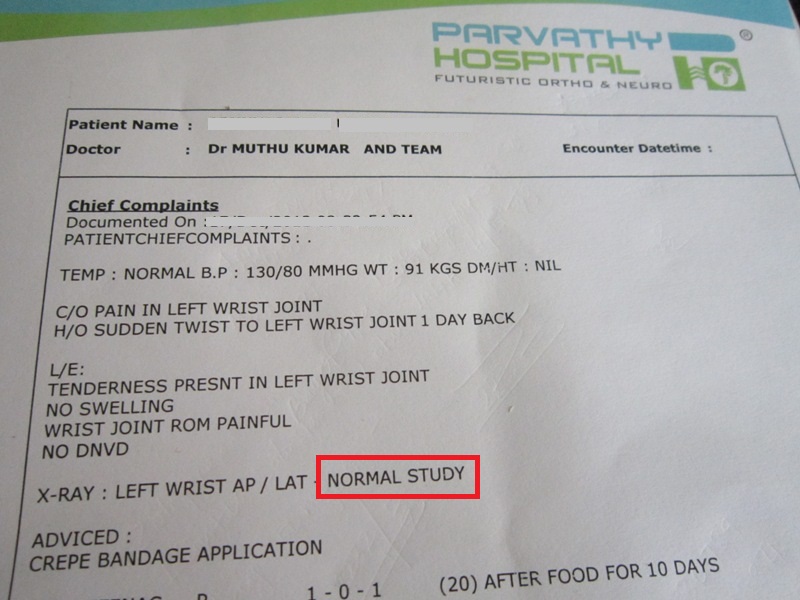 PARVATHY
HOSPITAL
FUTURISTIC ORTHO & NEURO
®
Patient Name :
Doctor : Dr MUTHU KUMAR AND TEAM
Encounter Datetime :
Chief Complaints
Documented On :
PATIENTCHIEFCOMPLAINTS : .
TEMP : NORMAL B.P : 130/80 MMHG WT : 91 KGS DM/HT : NIL
C/O PAIN IN LEFT WRIST JOINT
H/O SUDDEN TWIST TO LEFT WRIST JOINT 1 DAY BACK
L/E:
TENDERNESS PRESNT IN LEFT WRIST JOINT
NO SWELLING
WRIST JOINT ROM PAINFUL
NO DNVD
X-RAY : LEFT WRIST AP / LAT - NORMAL STUDY
ADVICED :
CREPE BANDAGE APPLICATION
1 - 0 - 1 (20) AFTER FOOD FOR 10 DAYS